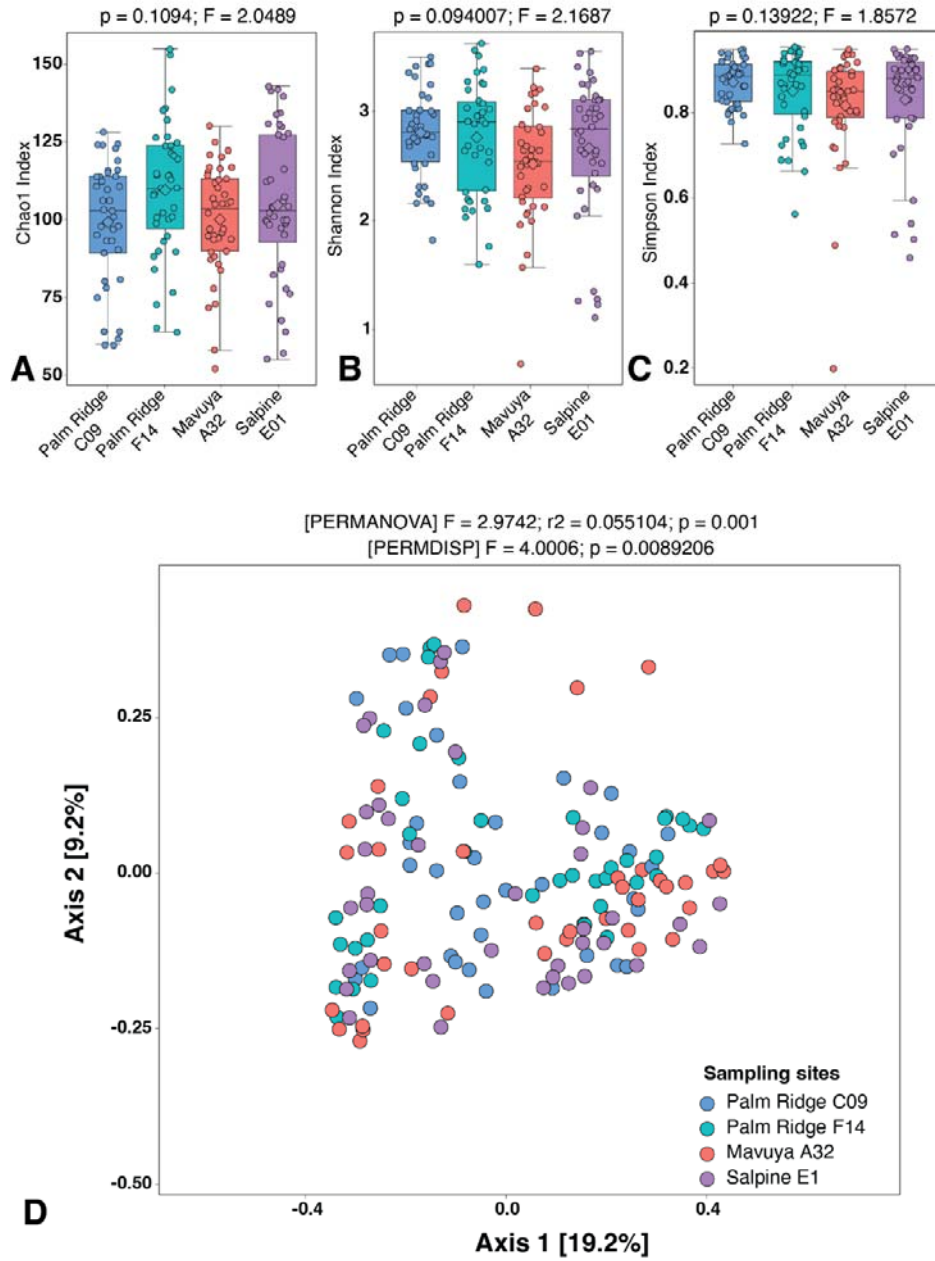 p = 0.1094; F = 2.0489
p = 0.094007; F = 2.1687
p = 0.13922; F = 1.8572
Chao1 Index
150
125
100
75
50
A
Palm Ridge C09
Palm Ridge F14
Mavuya A32
Salpine E01
Shannon Index
3
2
1
B
Palm Ridge C09
Palm Ridge F14
Mavuya A32
Salpine E01
Simpson Index
0.8
0.6
0.4
0.2
C
Palm Ridge C09
Palm Ridge F14
Mavuya A32
Salpine E01
[PERMANOVA] F = 2.9742; r2 = 0.055104; p = 0.001
[PERMDISP] F = 4.0006; p = 0.0089206
Axis 2 [9.2%]
0.25
0.00
-0.25
-0.50
Sampling sites
Palm Ridge C09
Palm Ridge F14
Mavuya A32
Salpine E1
D
-0.4
0.0
0.4
Axis 1 [19.2%]